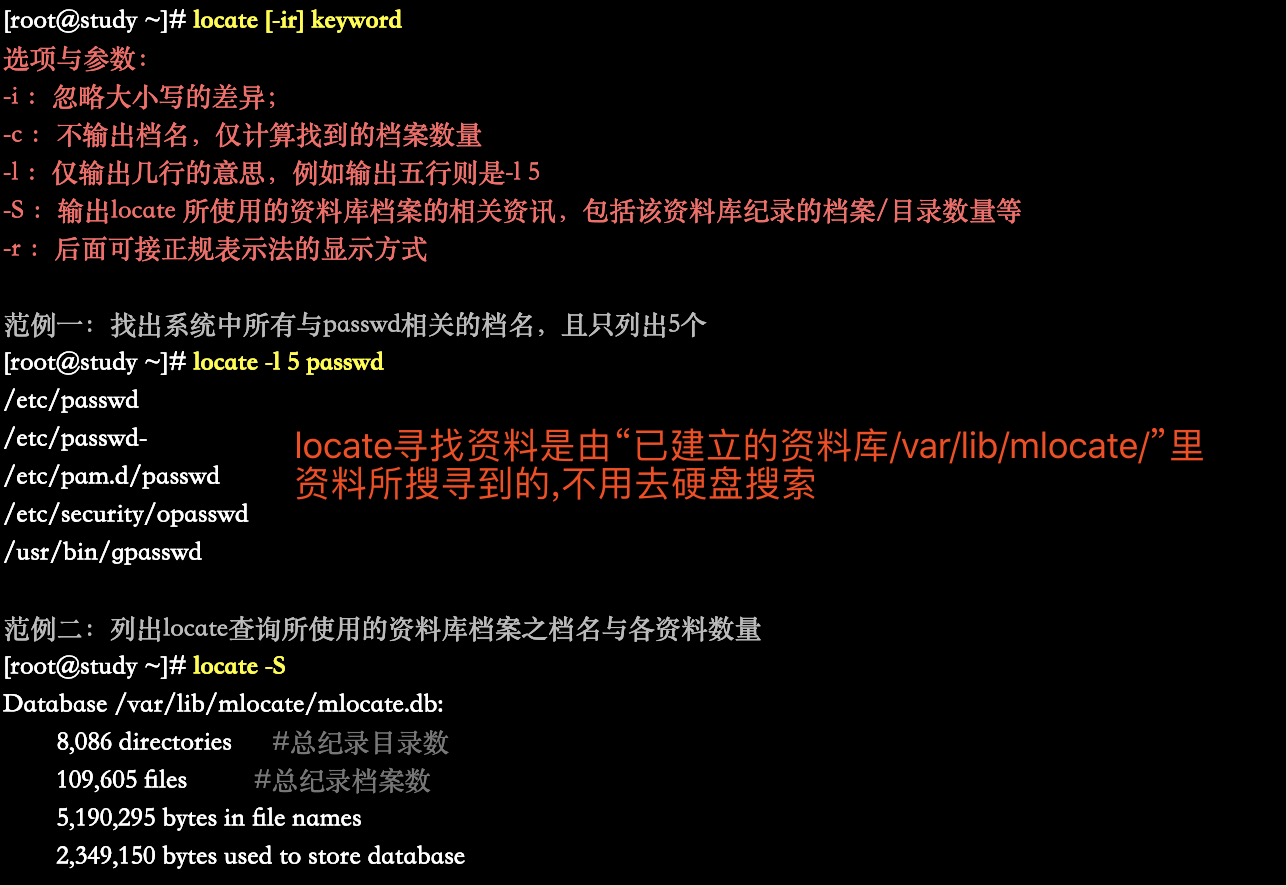 [root@study ~]# locate [-ir] keyword
选项与参数：
-i ：忽略大小写的差异；
-c ：不输出档名，仅计算找到的档案数量
-l ：仅输出几行的意思，例如输出五行则是-l 5
-S ：输出locate 所使用的资料库档案的相关资讯，包括该资料库纪录的档案/目录数量等
-r ：后面可接正规表示法的显示方式
范例一：找出系统中所有与passwd相关的档名，且只列出5个
[root@study ~]# locate -l 5 passwd
/etc/passwd
/etc/passwd-
/etc/pam.d/passwd
/etc/security/opasswd
/usr/bin/gpasswd
locate寻找资料是由“已建立的资料库/var/lib/mlocate/”里
资料所搜寻到的,不用去硬盘搜索
范例二：列出locate查询所使用的资料库档案之档名与各资料数量
[root@study ~]# locate -S
Database /var/lib/mlocate/mlocate.db:
8,086 directories #总纪录目录数
109,605 files #总纪录档案数
5,190,295 bytes in file names
2,349,150 bytes used to store database